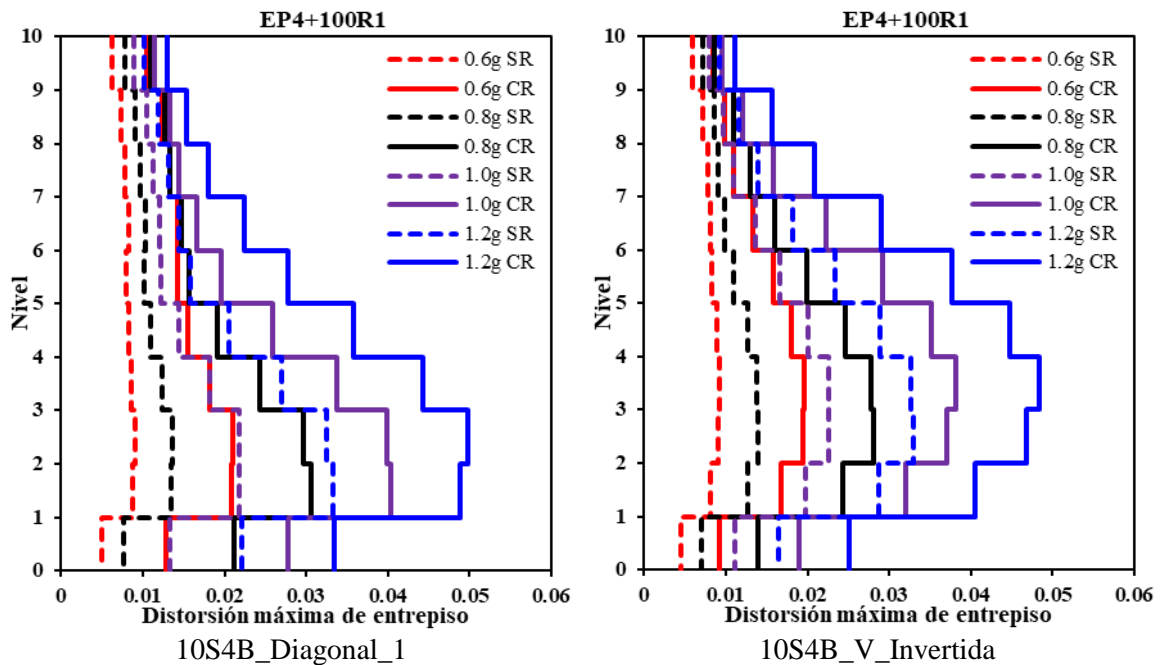 EP4+100R1
10
9
8
7
6
5
4
3
2
1
0
Nivel
0.6g SR
0.6g CR
0.8g SR
0.8g CR
1.0g SR
1.0g CR
1.2g SR
1.2g CR
0 0.01 0.02 0.03 0.04 0.05 0.06
Distorsión máxima de entrepiso
10S4B_Diagonal_1
EP4+100R1
10
9
8
7
6
5
4
3
2
1
0
Nivel
0.6g SR
0.6g CR
0.8g SR
0.8g CR
1.0g SR
1.0g CR
1.2g SR
1.2g CR
0 0.01 0.02 0.03 0.04 0.05 0.06
Distorsión máxima de entrepiso
10S4B_V_Invertida